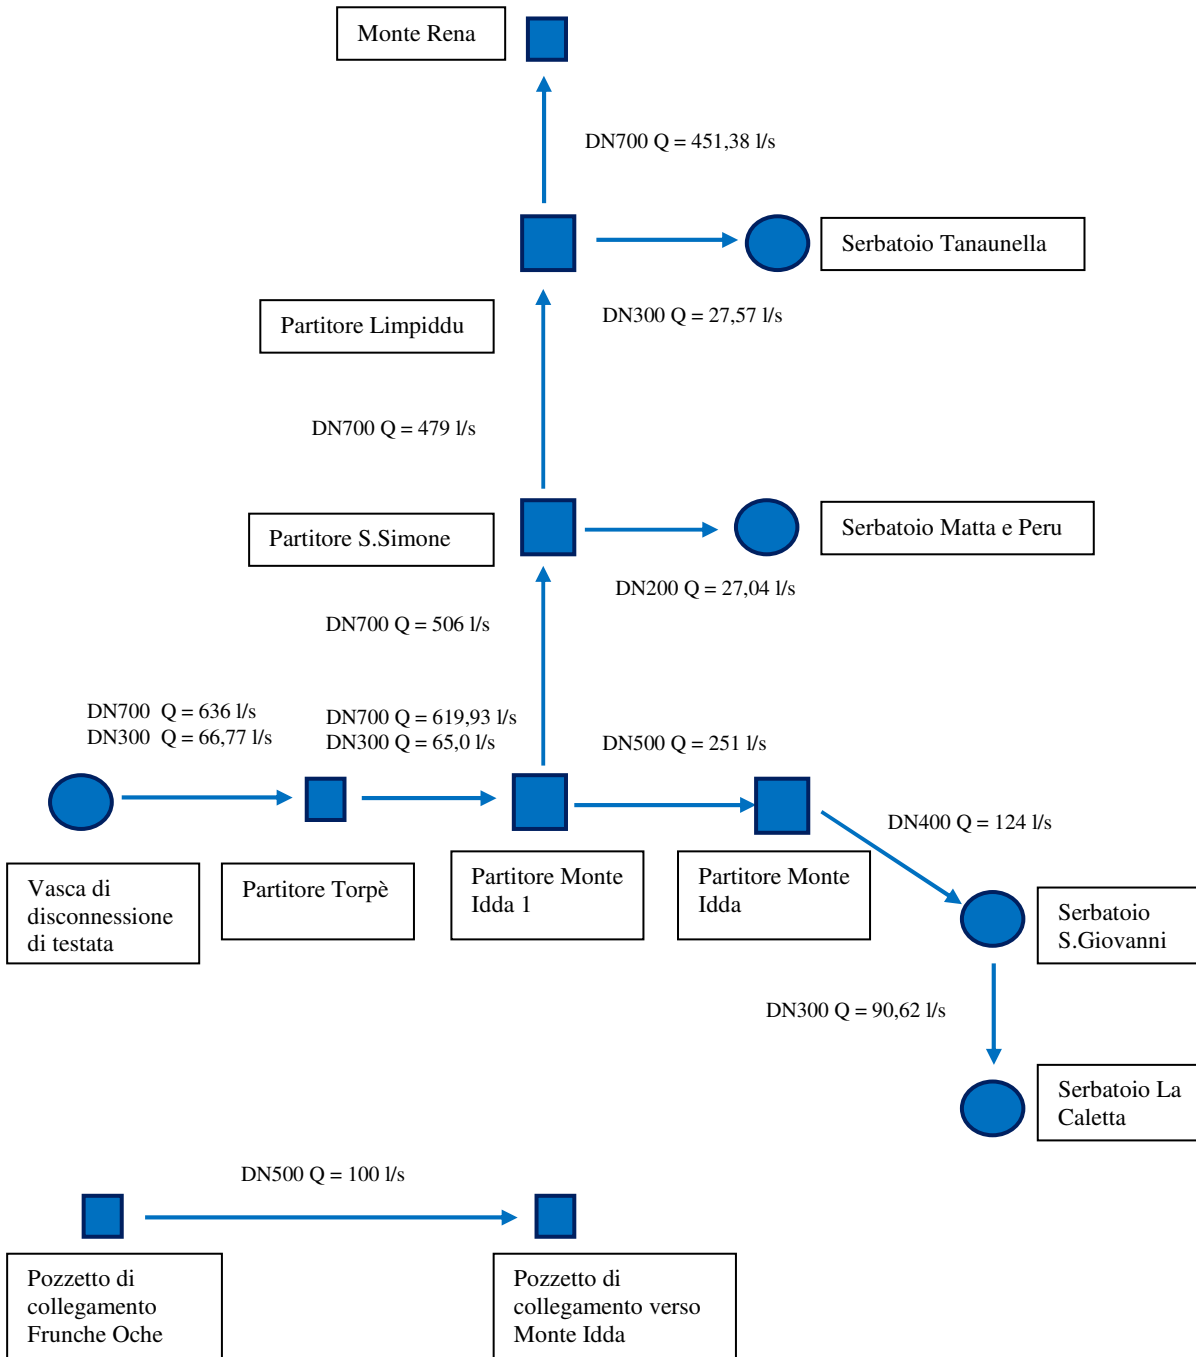 Monte Rena
DN700 Q = 451,38 l/s
Serbatoio Tanaunella
Partitore Limpiddu
DN300 Q = 27,57 l/s
DN700 Q = 479 l/s
Partitore S.Simone
Serbatoio Matta e Peru
DN200 Q = 27,04 l/s
DN700 Q = 506 l/s
DN700 Q = 636 l/s
DN300 Q = 66,77 l/s
DN700 Q = 619,93 l/s
DN300 Q = 65,0 l/s
DN500 Q = 251 l/s
DN400 Q = 124 l/s
Vasca di
disconnessione
di testata
Partitore Torpè
Partitore Monte
Idda 1
Partitore Monte
Idda
Serbatoio
S.Giovanni
DN300 Q = 90,62 l/s
Serbatoio La
Caletta
DN500 Q = 100 l/s
Pozzetto di
collegamento
Frunche Oche
Pozzetto di
collegamento verso
Monte Idda